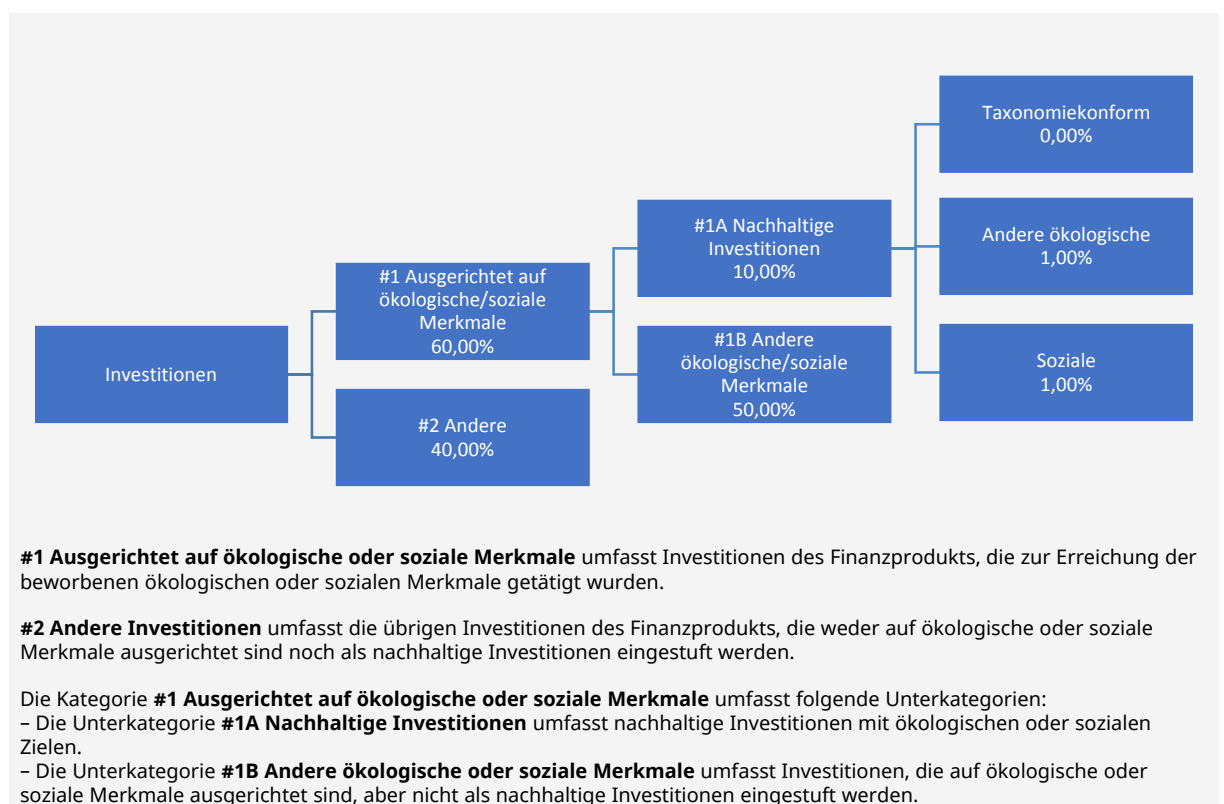 Investitionen
#1 Ausgerichtet auf
ökologische/soziale
Merkmale
60,00%
#2 Andere
40,00%
#1A Nachhaltige
Investitionen
10,00%
#1B Andere
ökologische/soziale
Merkmale
50,00%
Taxonomiekonform
0,00%
Andere ökologische
1,00%
Soziale
1,00%
#1 Ausgerichtet auf ökologische oder soziale Merkmale umfasst Investitionen des Finanzprodukts, die zur Erreichung der
beworbenen ökologischen oder sozialen Merkmale getätigt wurden.
#2 Andere Investitionen umfasst die übrigen Investitionen des Finanzprodukts, die weder auf ökologische oder soziale
Merkmale ausgerichtet sind noch als nachhaltige Investitionen eingestuft werden.
Die Kategorie #1 Ausgerichtet auf ökologische oder soziale Merkmale umfasst folgende Unterkategorien:
– Die Unterkategorie #1A Nachhaltige Investitionen umfasst nachhaltige Investitionen mit ökologischen oder sozialen
Zielen.
– Die Unterkategorie #1B Andere ökologische oder soziale Merkmale umfasst Investitionen, die auf ökologische oder
soziale Merkmale ausgerichtet sind, aber nicht als nachhaltige Investitionen eingestuft werden.